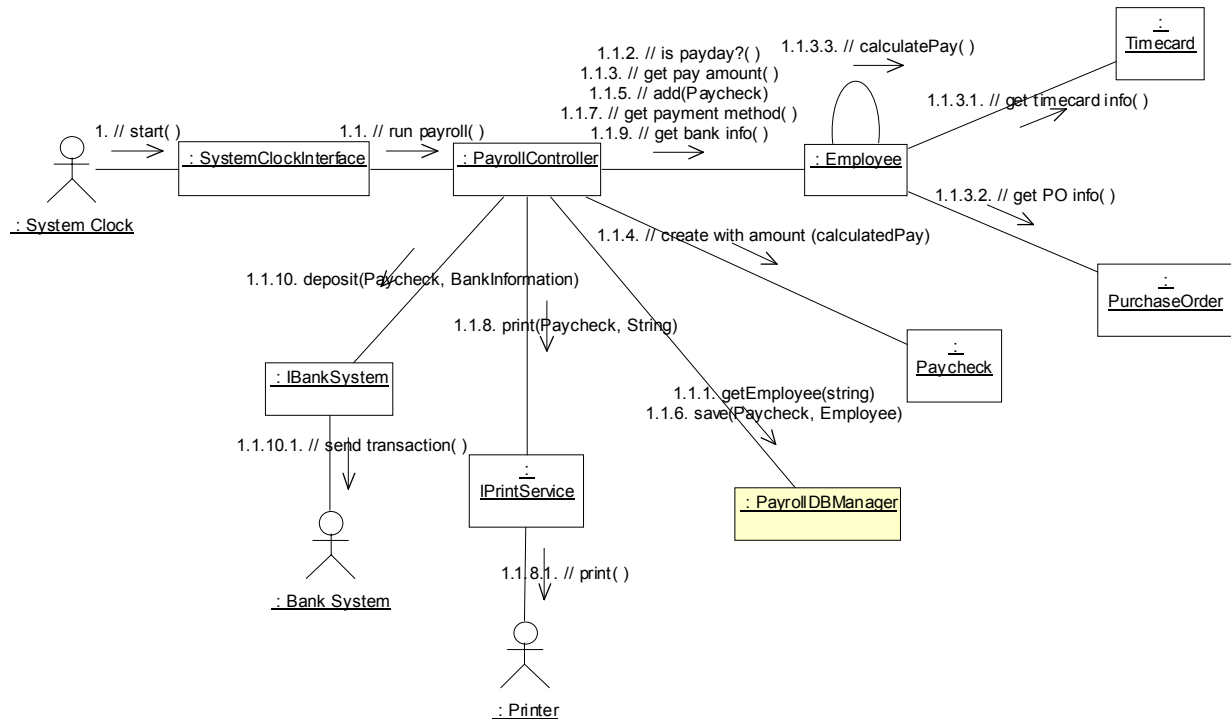 :
Timecard
1.1.2. // is payday?( )
1.1.3. // get pay amount( )
1.1.5. // add(Paycheck)
1.1.7. // get payment method( )
1.1.9. // get bank info( )
1.1.3.3. // calculatePay( )
1.1.3.1. // get timecard info( )
1. // start( )
1.1. // run payroll( )
: SystemClockInterface
: PayrollController
: Employee
: System Clock
1.1.3.2. // get PO info( )
1.1.4. // create with amount (calculatedPay)
:
PurchaseOrder
1.1.10. deposit(Paycheck, BankInformation)
1.1.8. print(Paycheck, String)
:
Paycheck
: IBankSystem
1.1.1. getEmployee(string)
1.1.6. save(Paycheck, Employee)
1.1.10.1. // send transaction( )
:
IPrintService
: PayrollDBManager
1.1.8.1. // print( )
: Bank System
: Printer